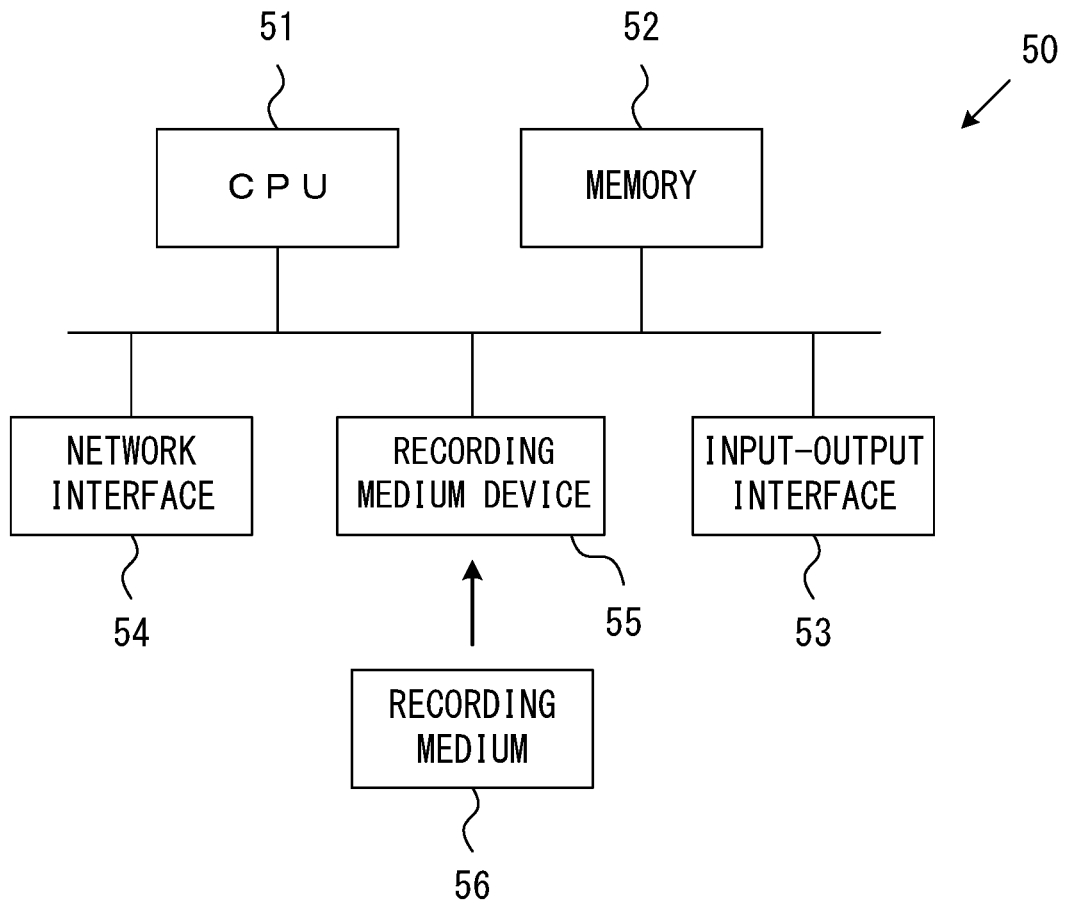 51
52
50
CPU
MEMORY
NETWORK
INTERFACE
RECORDING
MEDIUM DEVICE
INPUT-OUTPUT
INTERFACE
54
55
53
RECORDING
MEDIUM
56